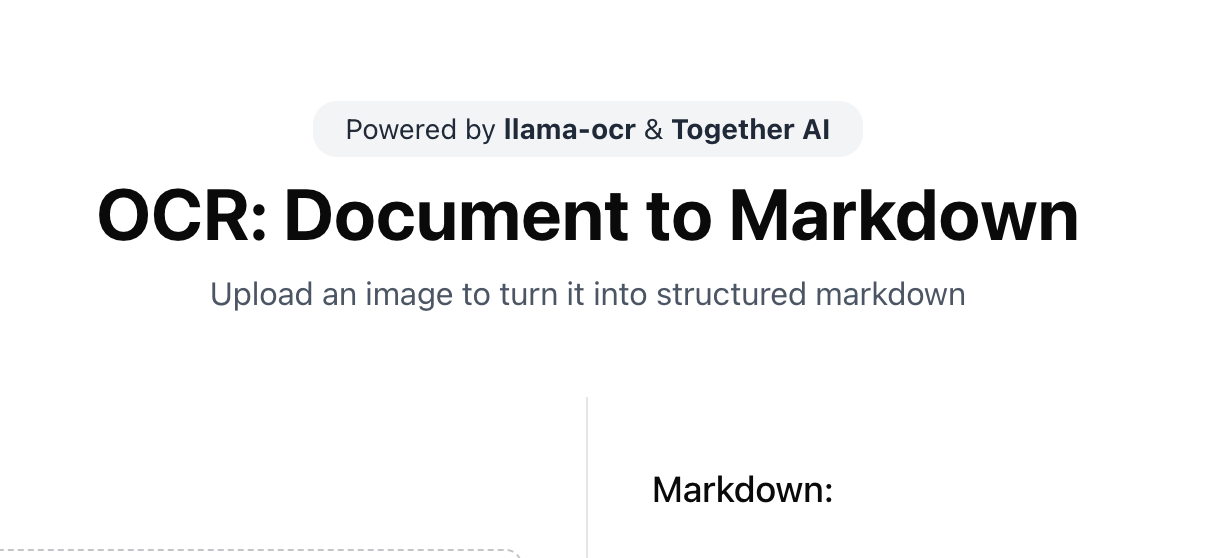 Powered by llama-ocr & Together AI
OCR: Document to Markdown
Upload an image to turn it into structured markdown
Markdown: